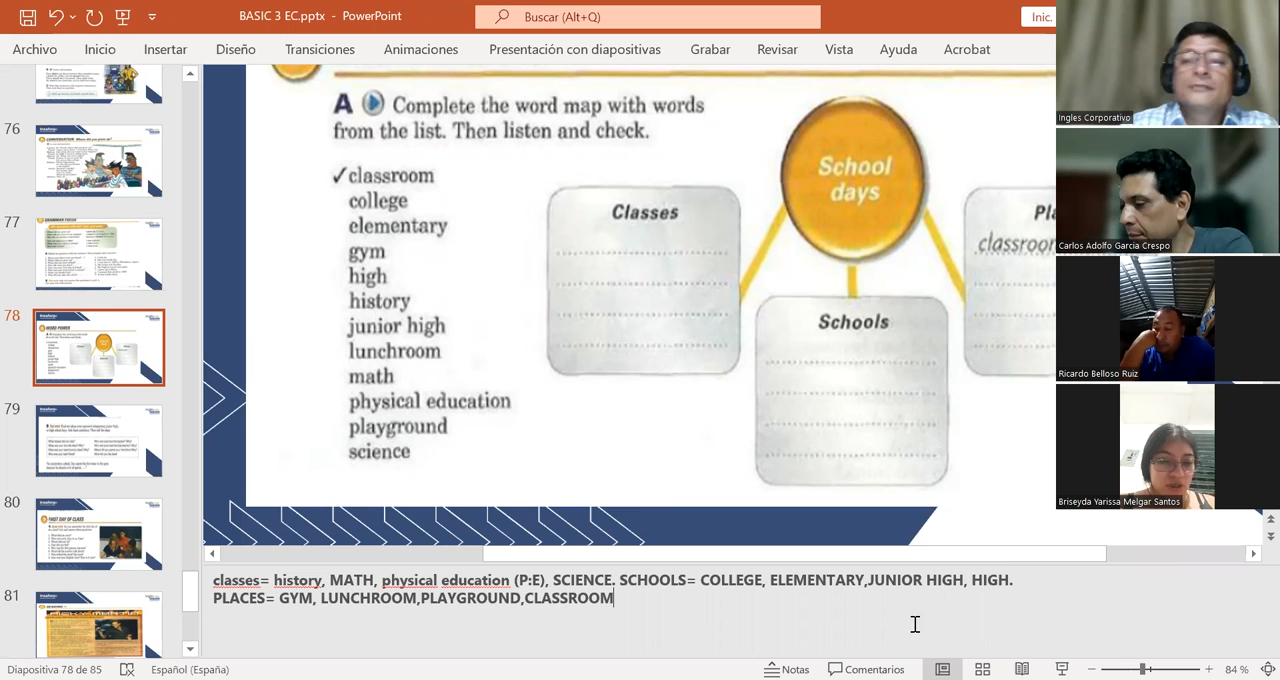 BASIC 3 EC.pptx - PowerPoint
Buscar (Alt+Q)
Inic.
Archivo Inicio Insertar Diseño Transiciones Animaciones Presentación con diapositivas Grabar Revisar Vista Ayuda Acrobat
76
77
78
79
80
81
A Complete the word map with words
from the list. Then listen and check.
✓classroom
college
elementary
gym
high
history
junior high
lunchroom
math
physical education
playground
science
Classes
School
days
Schools
classroom
Ingles Corporativo
Carlos Adolfo Garcia Crespo
Ricardo Belloso Ruiz
Briseyda Yarissa Melgar Santos
classes= history, MATH, physical education (P:E), SCIENCE. SCHOOLS= COLLEGE, ELEMENTARY,JUNIOR HIGH, HIGH.
PLACES= GYM, LUNCHROOM,PLAYGROUND,CLASSROOM
Diapositiva 78 de 85 Español (España) Notas Comentarios 84 %